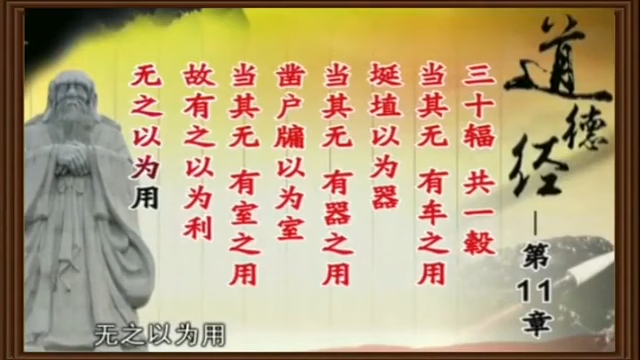 道德经
—第11章
三十辐 共一毂
当其无 有车之用
埏埴以为器
当其无 有器之用
凿户牖以为室
当其无 有室之用
故有之以为利
无之以为用
无之以为用